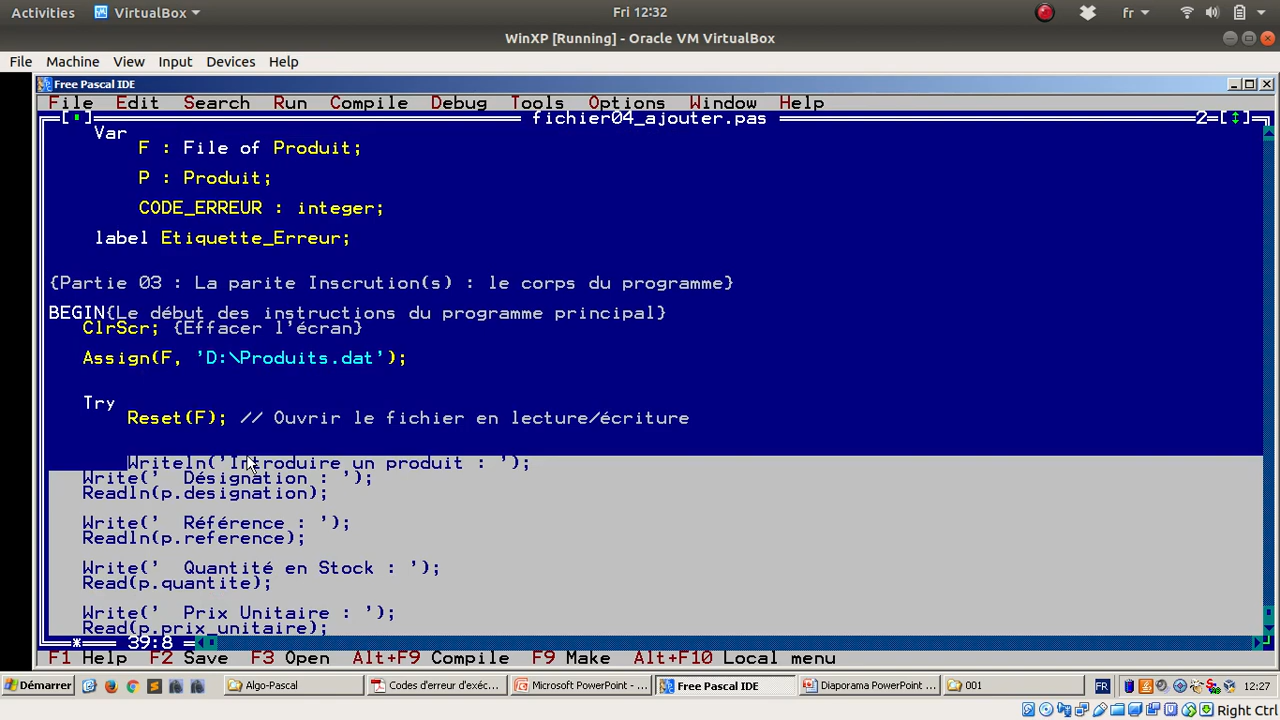 Activities VirtualBox Fri 12:32 fr
WinXP [Running] - Oracle VM VirtualBox
File Machine View Input Devices Help
Free Pascal IDE
File Edit Search Run Compile Debug Tools Options Window Help
fichier04_ajouter.pas 2
Var
F : File of Produit;
P : Produit;
CODE_ERREUR : integer;
label Etiquette_Erreur;
{Partie 03 : La parite Inscrution(s) : le corps du programme}
BEGIN{Le début des instructions du programme principal}
ClrScr; {Effacer l'écran}
Assign(F, 'D:\Produits.dat');
Try
Reset(F); // Ouvrir le fichier en lecture/écriture
Writeln('Introduire un produit : ');
Write('  Désignation : ');
Readln(p.designation);
Write('  Référence : ');
Readln(p.reference);
Write('  Quantité en Stock : ');
Read(p.quantite);
Write('  Prix Unitaire : ');
Read(p.prix_unitaire);
39:8
F1 Help F2 Save F3 Open Alt+F9 Compile F9 Make Alt+F10 Local menu
Démarrer Algo-Pascal Codes d'erreur d'exéc... Microsoft PowerPoint - ... Free Pascal IDE Diaporama PowerPoint ... 001 FR 12:27
Right Ctrl